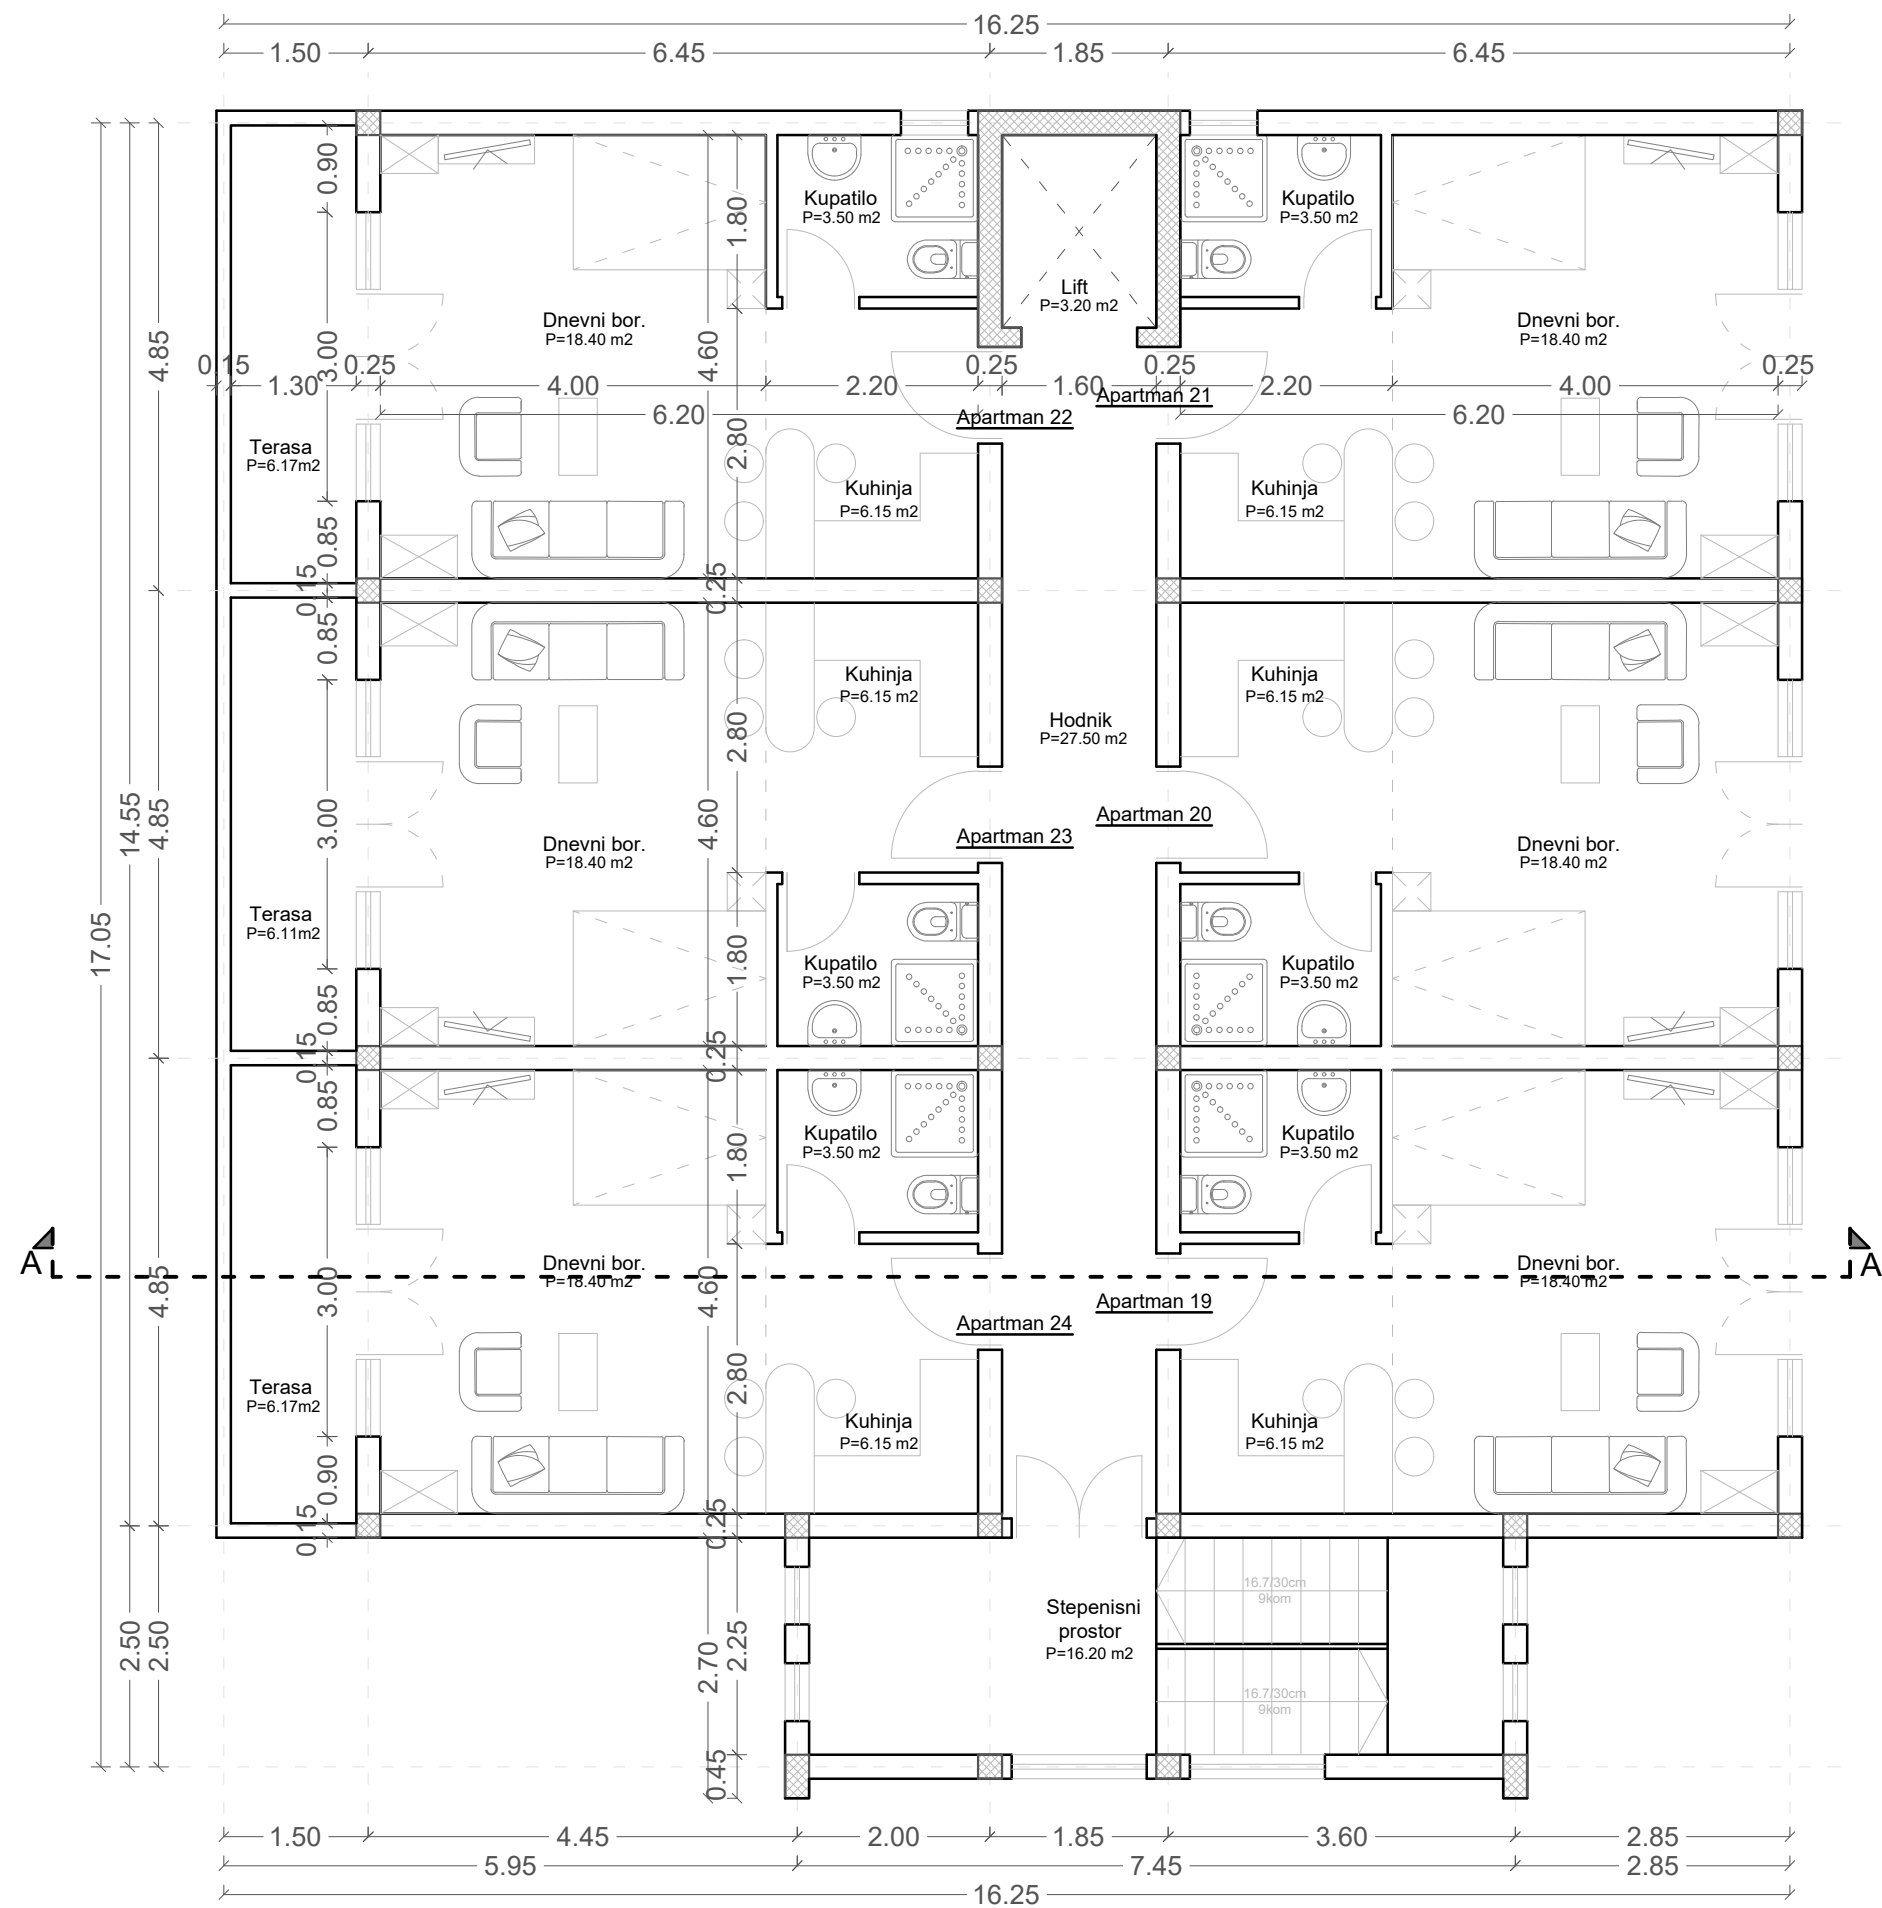 16.25
1.50 6.45 1.85 6.45
0.90
1.80
Kupatilo
P=3.50 m2
Kupatilo
P=3.50 m2
Lift
P=3.20 m2
Dnevni bor.
P=18.40 m2
Dnevni bor.
P=18.40 m2
4.85
3.00
4.60
0.15 0.25 0.25 0.25 0.25
1.30 4.00 2.20 1.60 2.20 4.00
6.20 6.20
Apartman 21
Apartman 22
2.80
Terasa
P=6.17m2
Kuhinja
P=6.15 m2
Kuhinja
P=6.15 m2
0.85
0.15
0.25
0.85
Kuhinja
P=6.15 m2
Kuhinja
P=6.15 m2
Hodnik
P=27.50 m2
2.80
17.05
14.55
4.85
3.00
4.60
Apartman 20
Apartman 23
Dnevni bor.
P=18.40 m2
Dnevni bor.
P=18.40 m2
Terasa
P=6.11m2
1.80
Kupatilo
P=3.50 m2
Kupatilo
P=3.50 m2
0.85
0.15
0.25
0.85
Kupatilo
P=3.50 m2
Kupatilo
P=3.50 m2
1.80
A A
Dnevni bor.
P=18.40 m2
Dnevni bor.
P=18.40 m2
4.85
3.00
4.60
Apartman 19
Apartman 24
2.80
Terasa
P=6.17m2
Kuhinja
P=6.15 m2
Kuhinja
P=6.15 m2
0.90
0.15
0.25
16.7/30cm
9kom
Stepenisni
prostor
P=16.20 m2
2.50
2.50
2.70
2.25
16.7/30cm
9kom
0.45
1.50 4.45 2.00 1.85 3.60 2.85
5.95 7.45 2.85
16.25